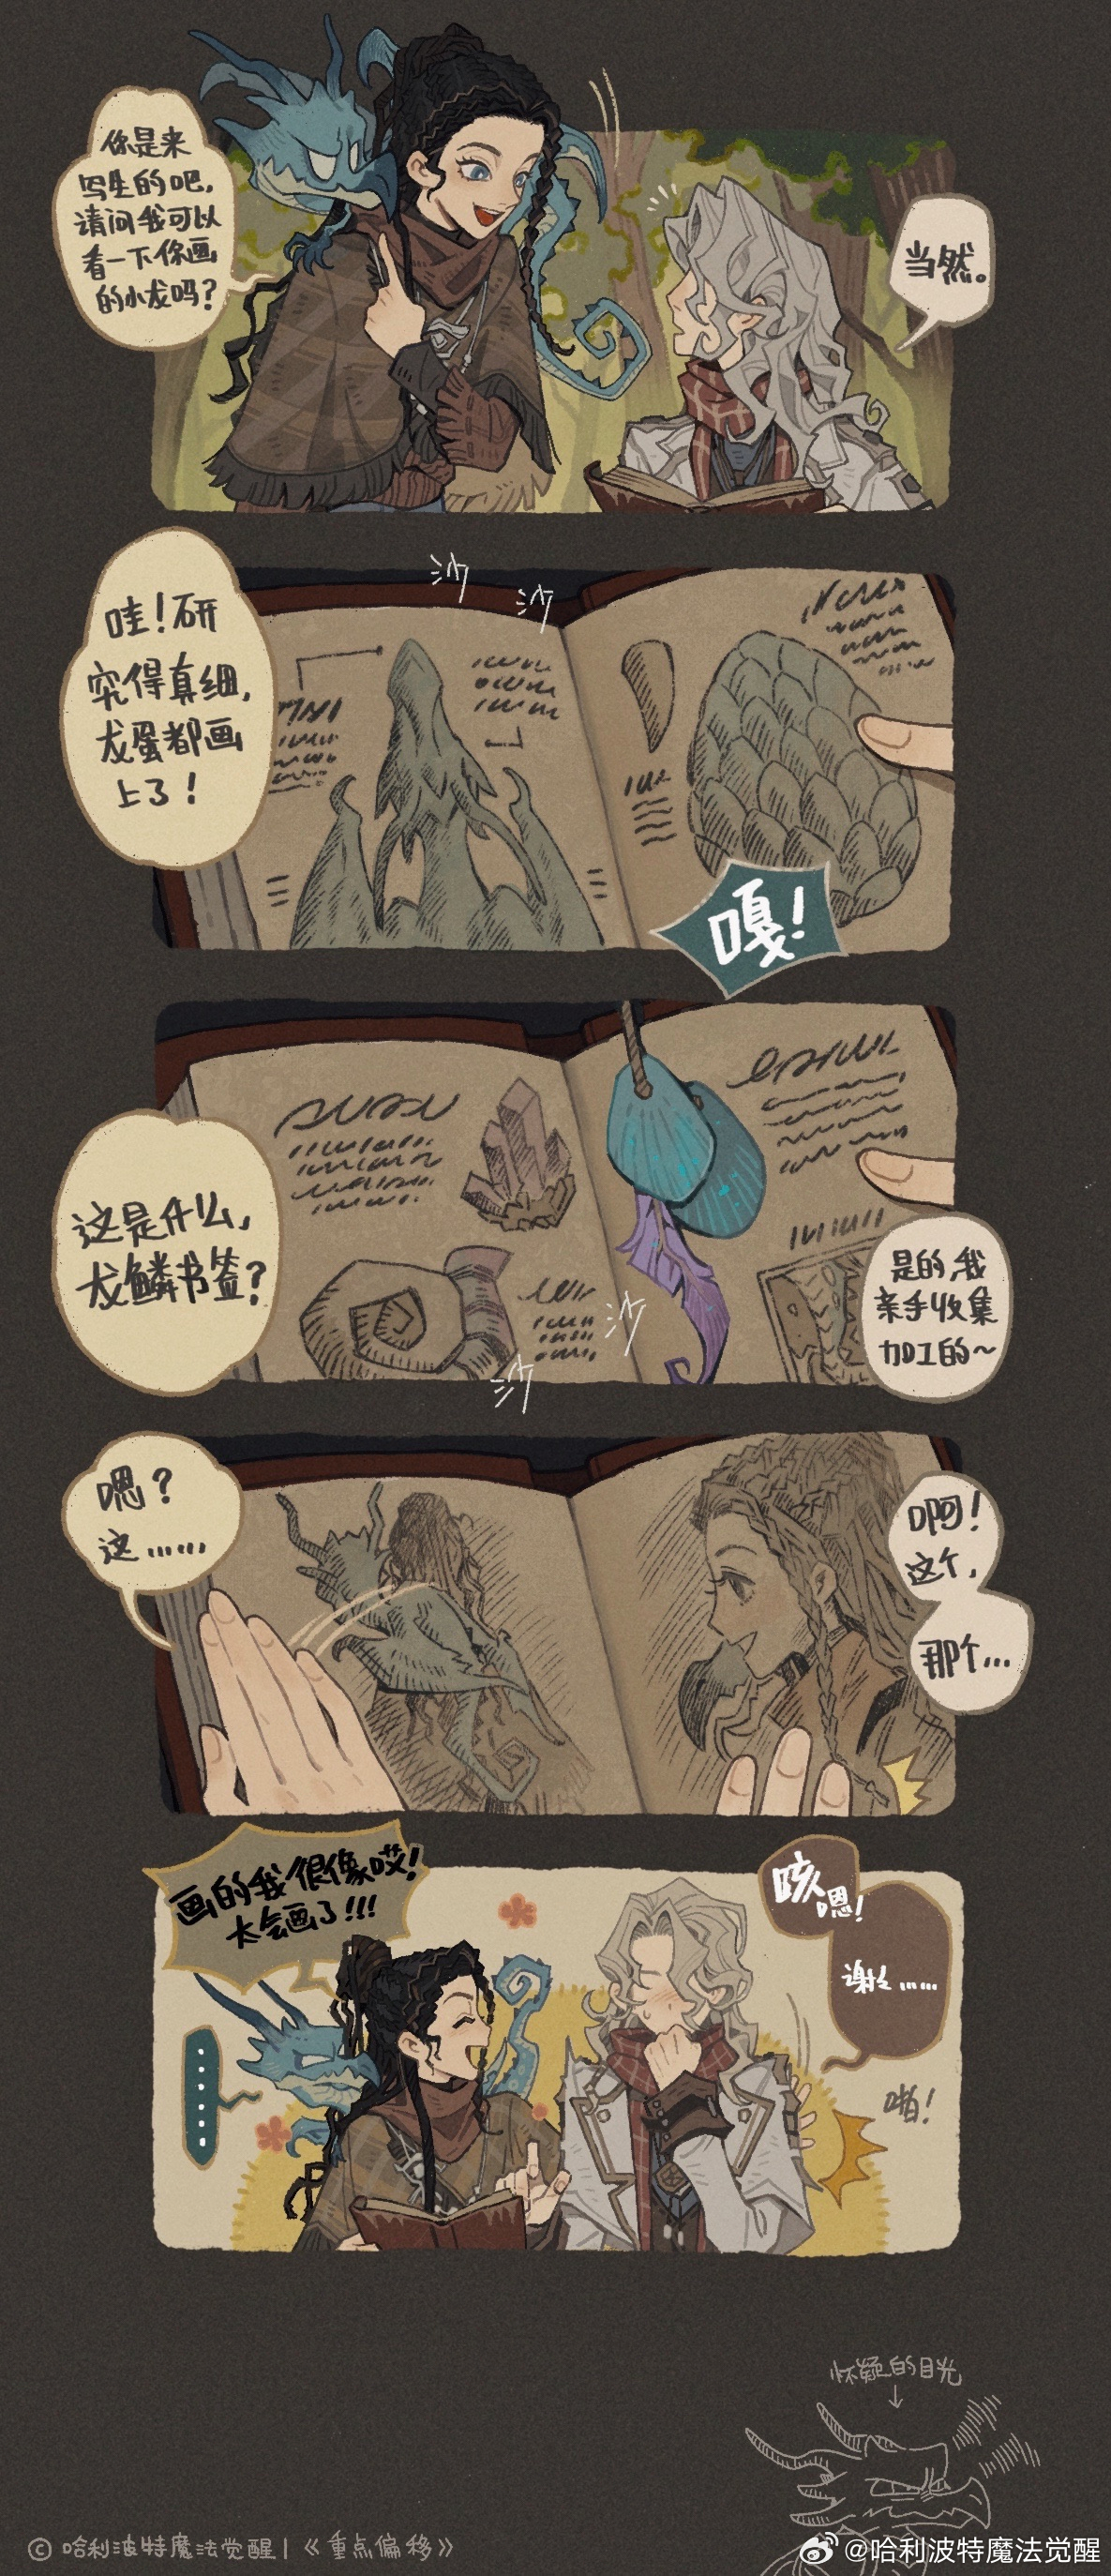 你是来
写生的吧，
请问我可以
看一下你画
的小龙吗？
当然。
沙
沙
哇！研
究得真细，
龙蛋都画
上了！
嘎！
这是什么，
龙鳞书签？
是的，我
亲手收集
加工的～
沙
沙
嗯？
这……
啊！
这个，
那个…
画的我很像哎！
太会画了！！！
咳
嗯！
谢谢……
……
啪！
怀疑的目光
© 哈利波特魔法觉醒 | 《重点偏移》
@哈利波特魔法觉醒